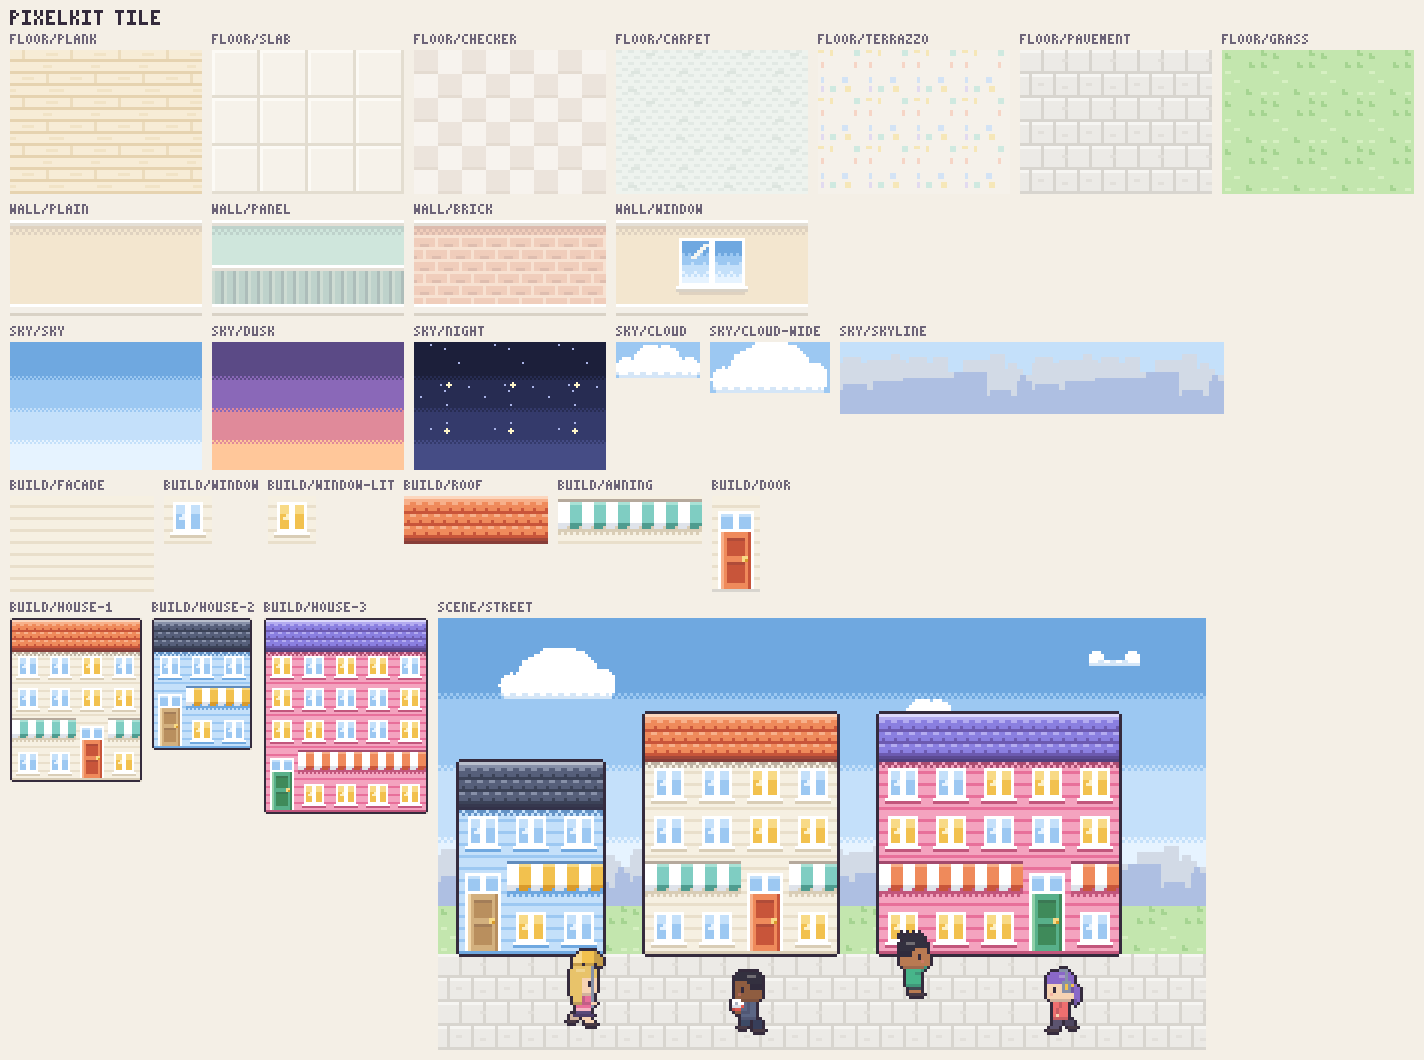 PIXELKIT TILE
FLOOR/PLANK FLOOR/SLAB FLOOR/CHECKER FLOOR/CARPET FLOOR/TERRAZZO FLOOR/PAVEMENT FLOOR/GRASS
WALL/PLAIN WALL/PANEL WALL/BRICK WALL/WINDOW
SKY/SKY SKY/DUSK SKY/NIGHT SKY/CLOUD SKY/CLOUD-WIDE SKY/SKYLINE
BUILD/FACADE BUILD/WINDOW BUILD/WINDOW-LIT BUILD/ROOF BUILD/AWNING BUILD/DOOR
BUILD/HOUSE-1 BUILD/HOUSE-2 BUILD/HOUSE-3 SCENE/STREET